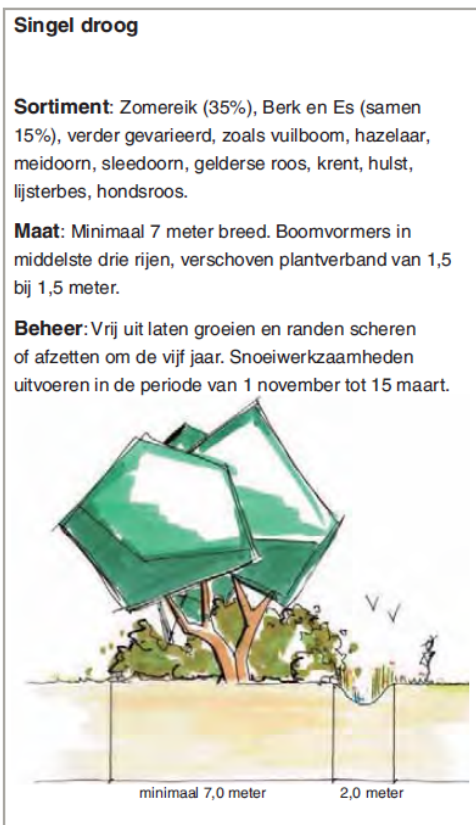 Singel droog
Sortiment: Zomereik (35%), Berk en Es (samen
15%), verder gevarieerd, zoals vuilboom, hazelaar,
meidoorn, sleedoorn, gelderse roos, krent, hulst,
lijsterbes, hondsroos.
Maat: Minimaal 7 meter breed. Boomvormers in
middelste drie rijen, verschoven plantverband van 1,5
bij 1,5 meter.
Beheer: Vrij uit laten groeien en randen scheren
of afzetten om de vijf jaar. Snoeiwerkzaamheden
uitvoeren in de periode van 1 november tot 15 maart.
minimaal 7,0 meter
2,0 meter